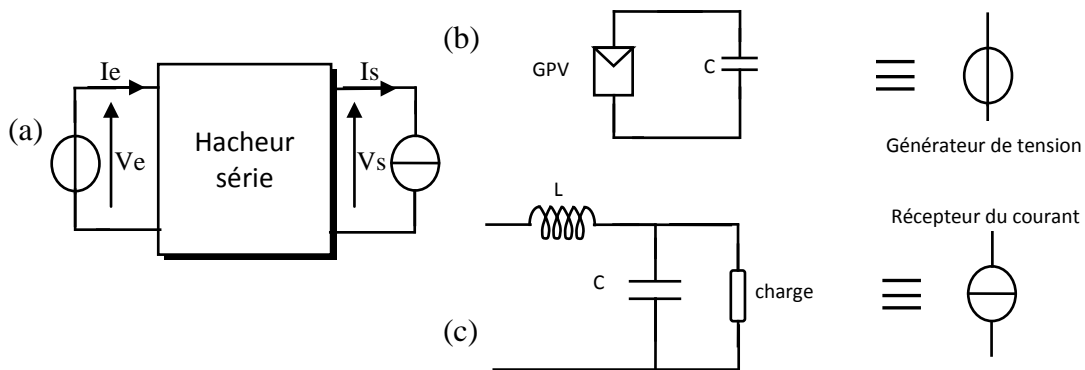 (a)
Ie
Ve
Hacheur
série
Is
Vs
(b)
GPV
C
Générateur de tension
(c)
L
C
charge
Récepteur du courant